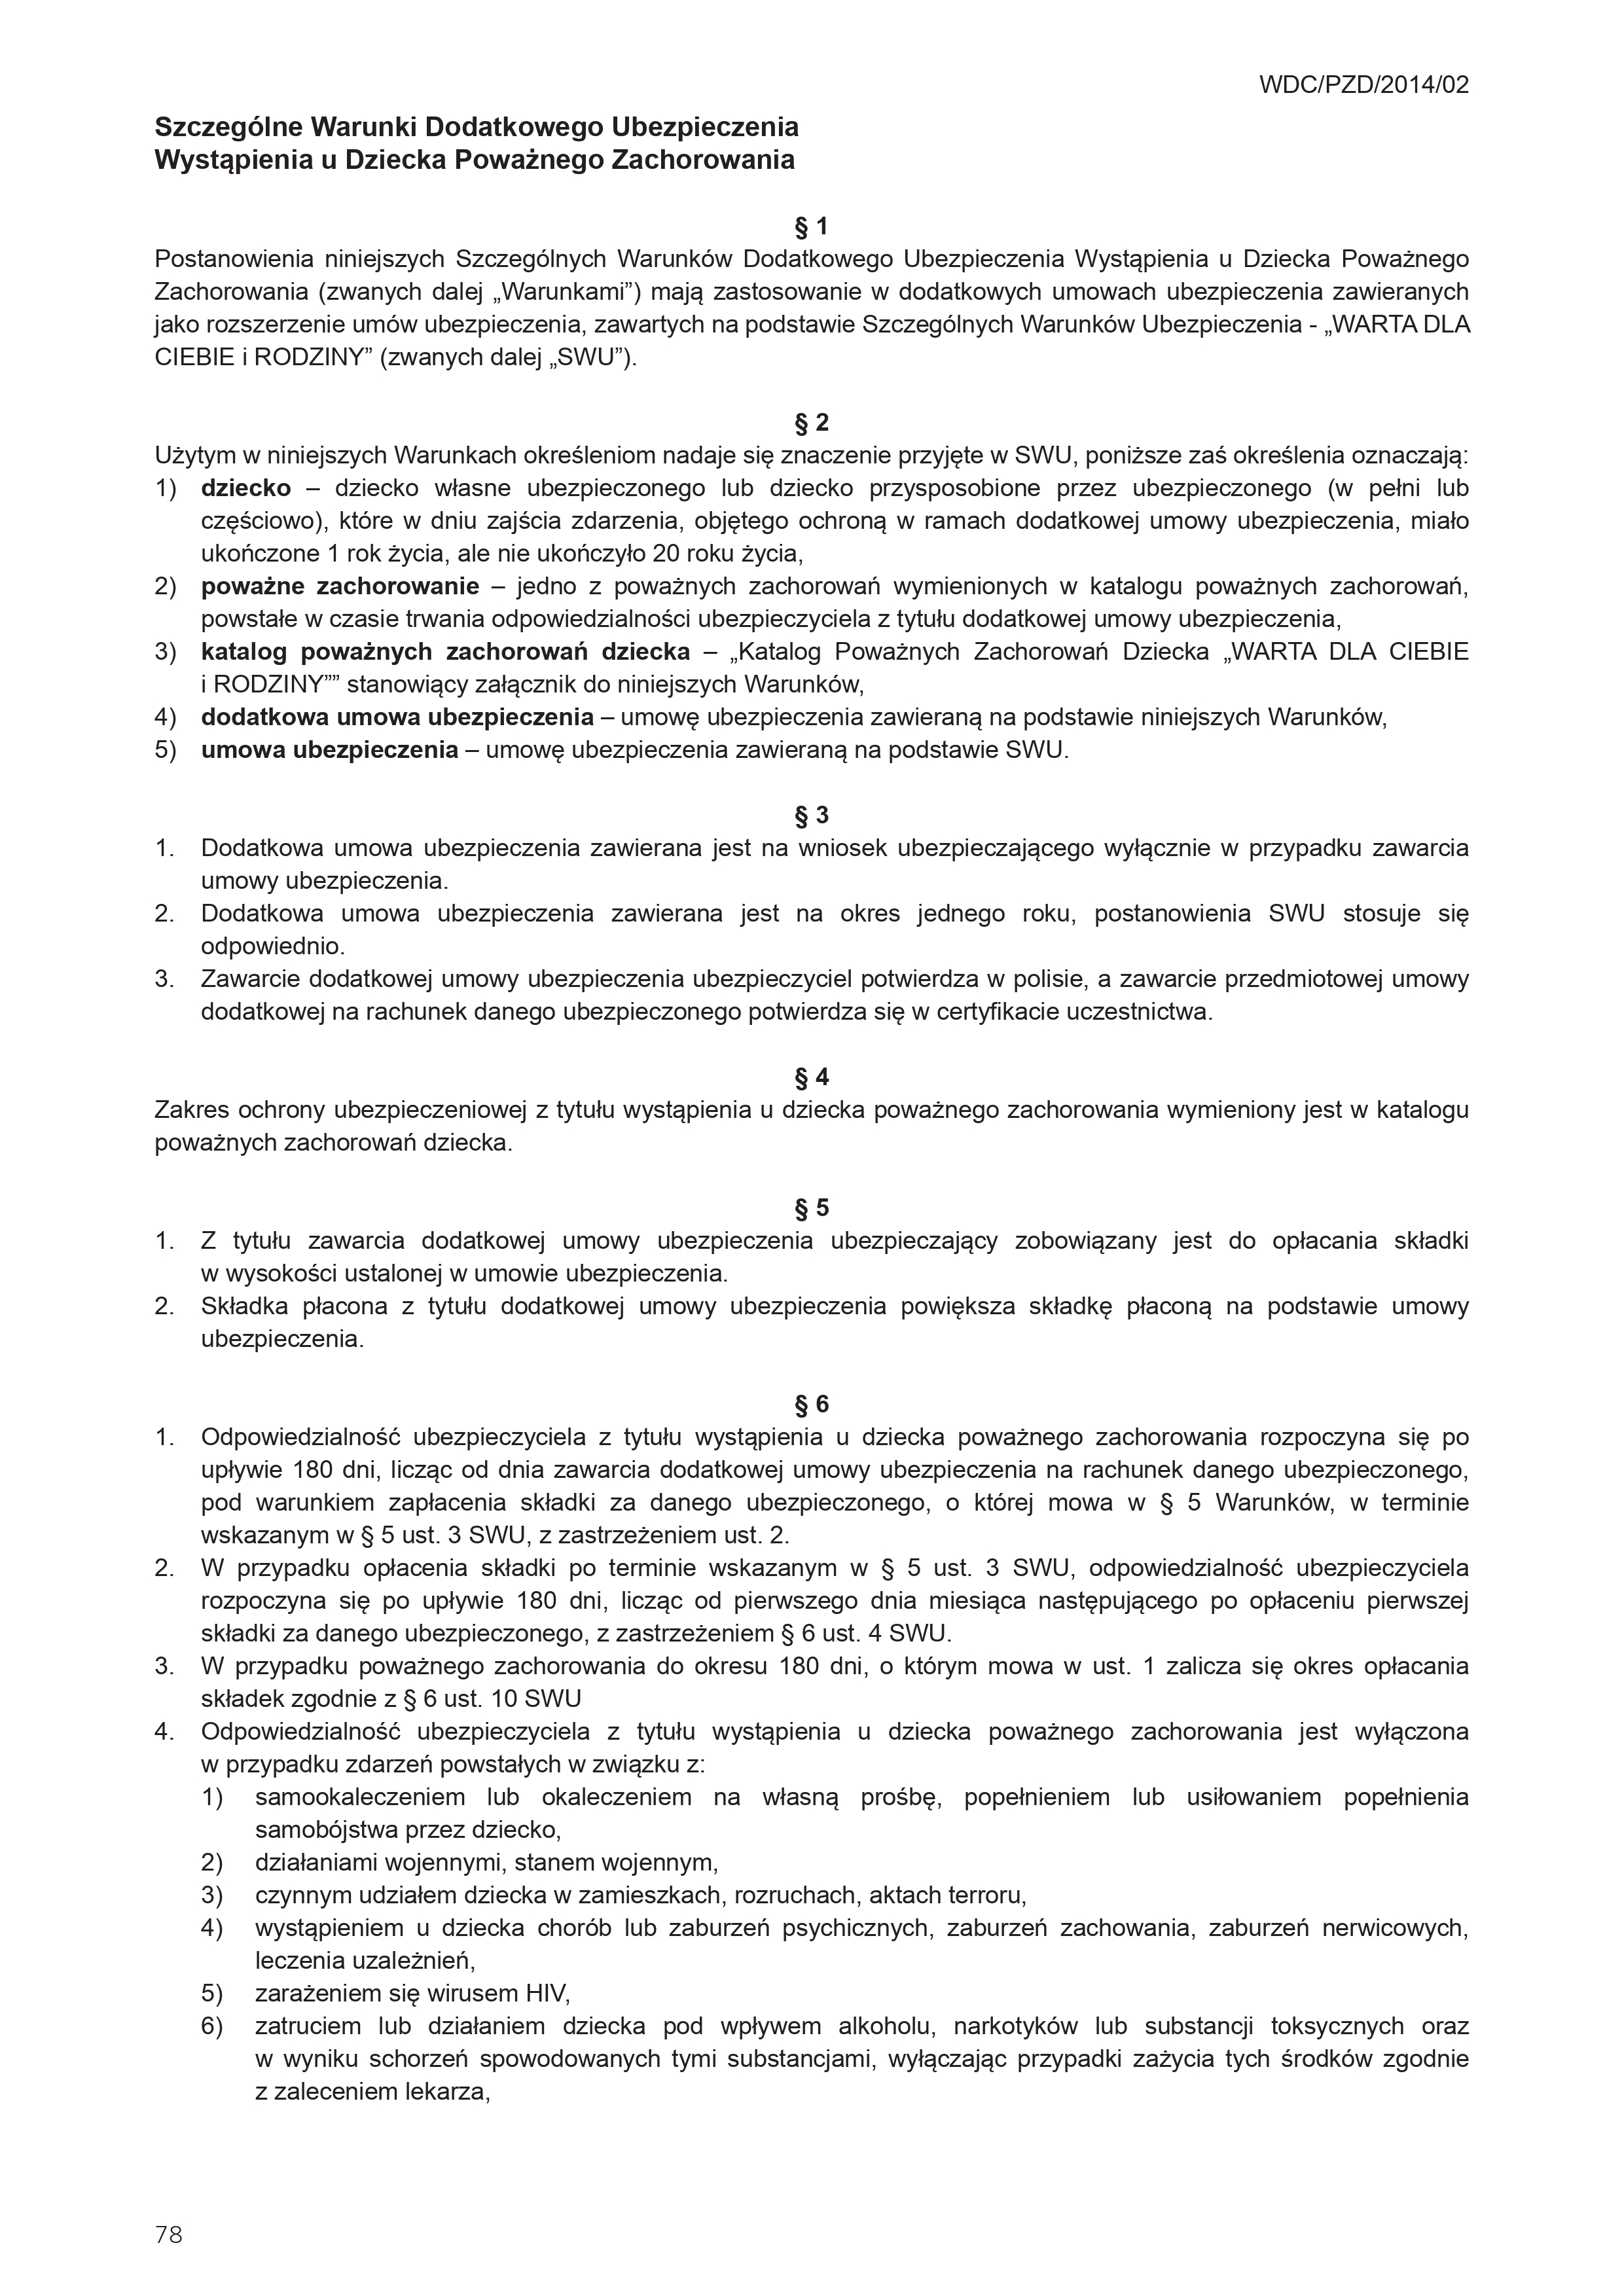 WDC/PZD/2014/02
Szczególne Warunki Dodatkowego Ubezpieczenia
Wystąpienia u Dziecka Poważnego Zachorowania
§ 1
Postanowienia niniejszych Szczególnych Warunków Dodatkowego Ubezpieczenia Wystąpienia u Dziecka Poważnego
Zachorowania (zwanych dalej „Warunkami”) mają zastosowanie w dodatkowych umowach ubezpieczenia zawieranych
jako rozszerzenie umów ubezpieczenia, zawartych na podstawie Szczególnych Warunków Ubezpieczenia - „WARTA DLA
CIEBIE i RODZINY” (zwanych dalej „SWU”).
§ 2
Użytym w niniejszych Warunkach określeniom nadaje się znaczenie przyjęte w SWU, poniższe zaś określenia oznaczają:
1) dziecko – dziecko własne ubezpieczonego lub dziecko przysposobione przez ubezpieczonego (w pełni lub
częściowo), które w dniu zajścia zdarzenia, objętego ochroną w ramach dodatkowej umowy ubezpieczenia, miało
ukończone 1 rok życia, ale nie ukończyło 20 roku życia,
2) poważne zachorowanie – jedno z poważnych zachorowań wymienionych w katalogu poważnych zachorowań,
powstałe w czasie trwania odpowiedzialności ubezpieczyciela z tytułu dodatkowej umowy ubezpieczenia,
3) katalog poważnych zachorowań dziecka – „Katalog Poważnych Zachorowań Dziecka „WARTA DLA CIEBIE
i RODZINY”” stanowiący załącznik do niniejszych Warunków,
4) dodatkowa umowa ubezpieczenia – umowę ubezpieczenia zawieraną na podstawie niniejszych Warunków,
5) umowa ubezpieczenia – umowę ubezpieczenia zawieraną na podstawie SWU.
§ 3
1. Dodatkowa umowa ubezpieczenia zawierana jest na wniosek ubezpieczającego wyłącznie w przypadku zawarcia
umowy ubezpieczenia.
2. Dodatkowa umowa ubezpieczenia zawierana jest na okres jednego roku, postanowienia SWU stosuje się
odpowiednio.
3. Zawarcie dodatkowej umowy ubezpieczenia ubezpieczyciel potwierdza w polisie, a zawarcie przedmiotowej umowy
dodatkowej na rachunek danego ubezpieczonego potwierdza się w certyfikacie uczestnictwa.
§ 4
Zakres ochrony ubezpieczeniowej z tytułu wystąpienia u dziecka poważnego zachorowania wymieniony jest w katalogu
poważnych zachorowań dziecka.
§ 5
1. Z tytułu zawarcia dodatkowej umowy ubezpieczenia ubezpieczający zobowiązany jest do opłacania składki
w wysokości ustalonej w umowie ubezpieczenia.
2. Składka płacona z tytułu dodatkowej umowy ubezpieczenia powiększa składkę płaconą na podstawie umowy
ubezpieczenia.
§ 6
1. Odpowiedzialność ubezpieczyciela z tytułu wystąpienia u dziecka poważnego zachorowania rozpoczyna się po
upływie 180 dni, licząc od dnia zawarcia dodatkowej umowy ubezpieczenia na rachunek danego ubezpieczonego,
pod warunkiem zapłacenia składki za danego ubezpieczonego, o której mowa w § 5 Warunków, w terminie
wskazanym w § 5 ust. 3 SWU, z zastrzeżeniem ust. 2.
2. W przypadku opłacenia składki po terminie wskazanym w § 5 ust. 3 SWU, odpowiedzialność ubezpieczyciela
rozpoczyna się po upływie 180 dni, licząc od pierwszego dnia miesiąca następującego po opłaceniu pierwszej
składki za danego ubezpieczonego, z zastrzeżeniem § 6 ust. 4 SWU.
3. W przypadku poważnego zachorowania do okresu 180 dni, o którym mowa w ust. 1 zalicza się okres opłacania
składek zgodnie z § 6 ust. 10 SWU
4. Odpowiedzialność ubezpieczyciela z tytułu wystąpienia u dziecka poważnego zachorowania jest wyłączona
w przypadku zdarzeń powstałych w związku z:
1) samookaleczeniem lub okaleczeniem na własną prośbę, popełnieniem lub usiłowaniem popełnienia
samobójstwa przez dziecko,
2) działaniami wojennymi, stanem wojennym,
3) czynnym udziałem dziecka w zamieszkach, rozruchach, aktach terroru,
4) wystąpieniem u dziecka chorób lub zaburzeń psychicznych, zaburzeń zachowania, zaburzeń nerwicowych,
leczenia uzależnień,
5) zarażeniem się wirusem HIV,
6) zatruciem lub działaniem dziecka pod wpływem alkoholu, narkotyków lub substancji toksycznych oraz
w wyniku schorzeń spowodowanych tymi substancjami, wyłączając przypadki zażycia tych środków zgodnie
z zaleceniem lekarza,
78